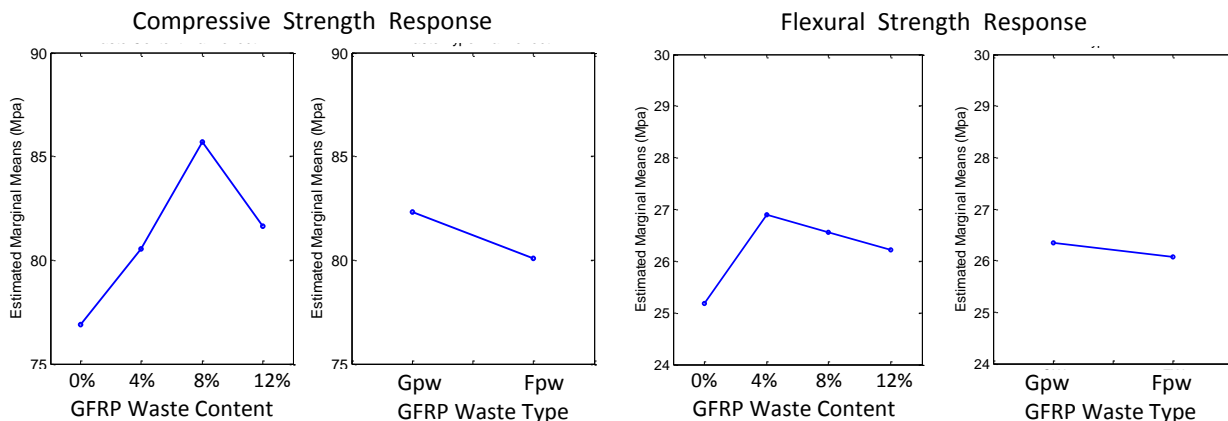 Compressive Strength Response
Flexural Strength Response
90
85
80
75
Estimated Marginal Means (Mpa)
0% 4% 8% 12%
GFRP Waste Content
90
85
80
75
Estimated Marginal Means (Mpa)
Gpw Fpw
GFRP Waste Type
30
29
28
27
26
25
24
Estimated Marginal Means (Mpa)
0% 4% 8% 12%
GFRP Waste Content
30
29
28
27
26
25
24
Estimated Marginal Means (Mpa)
Gpw Fpw
GFRP Waste Type